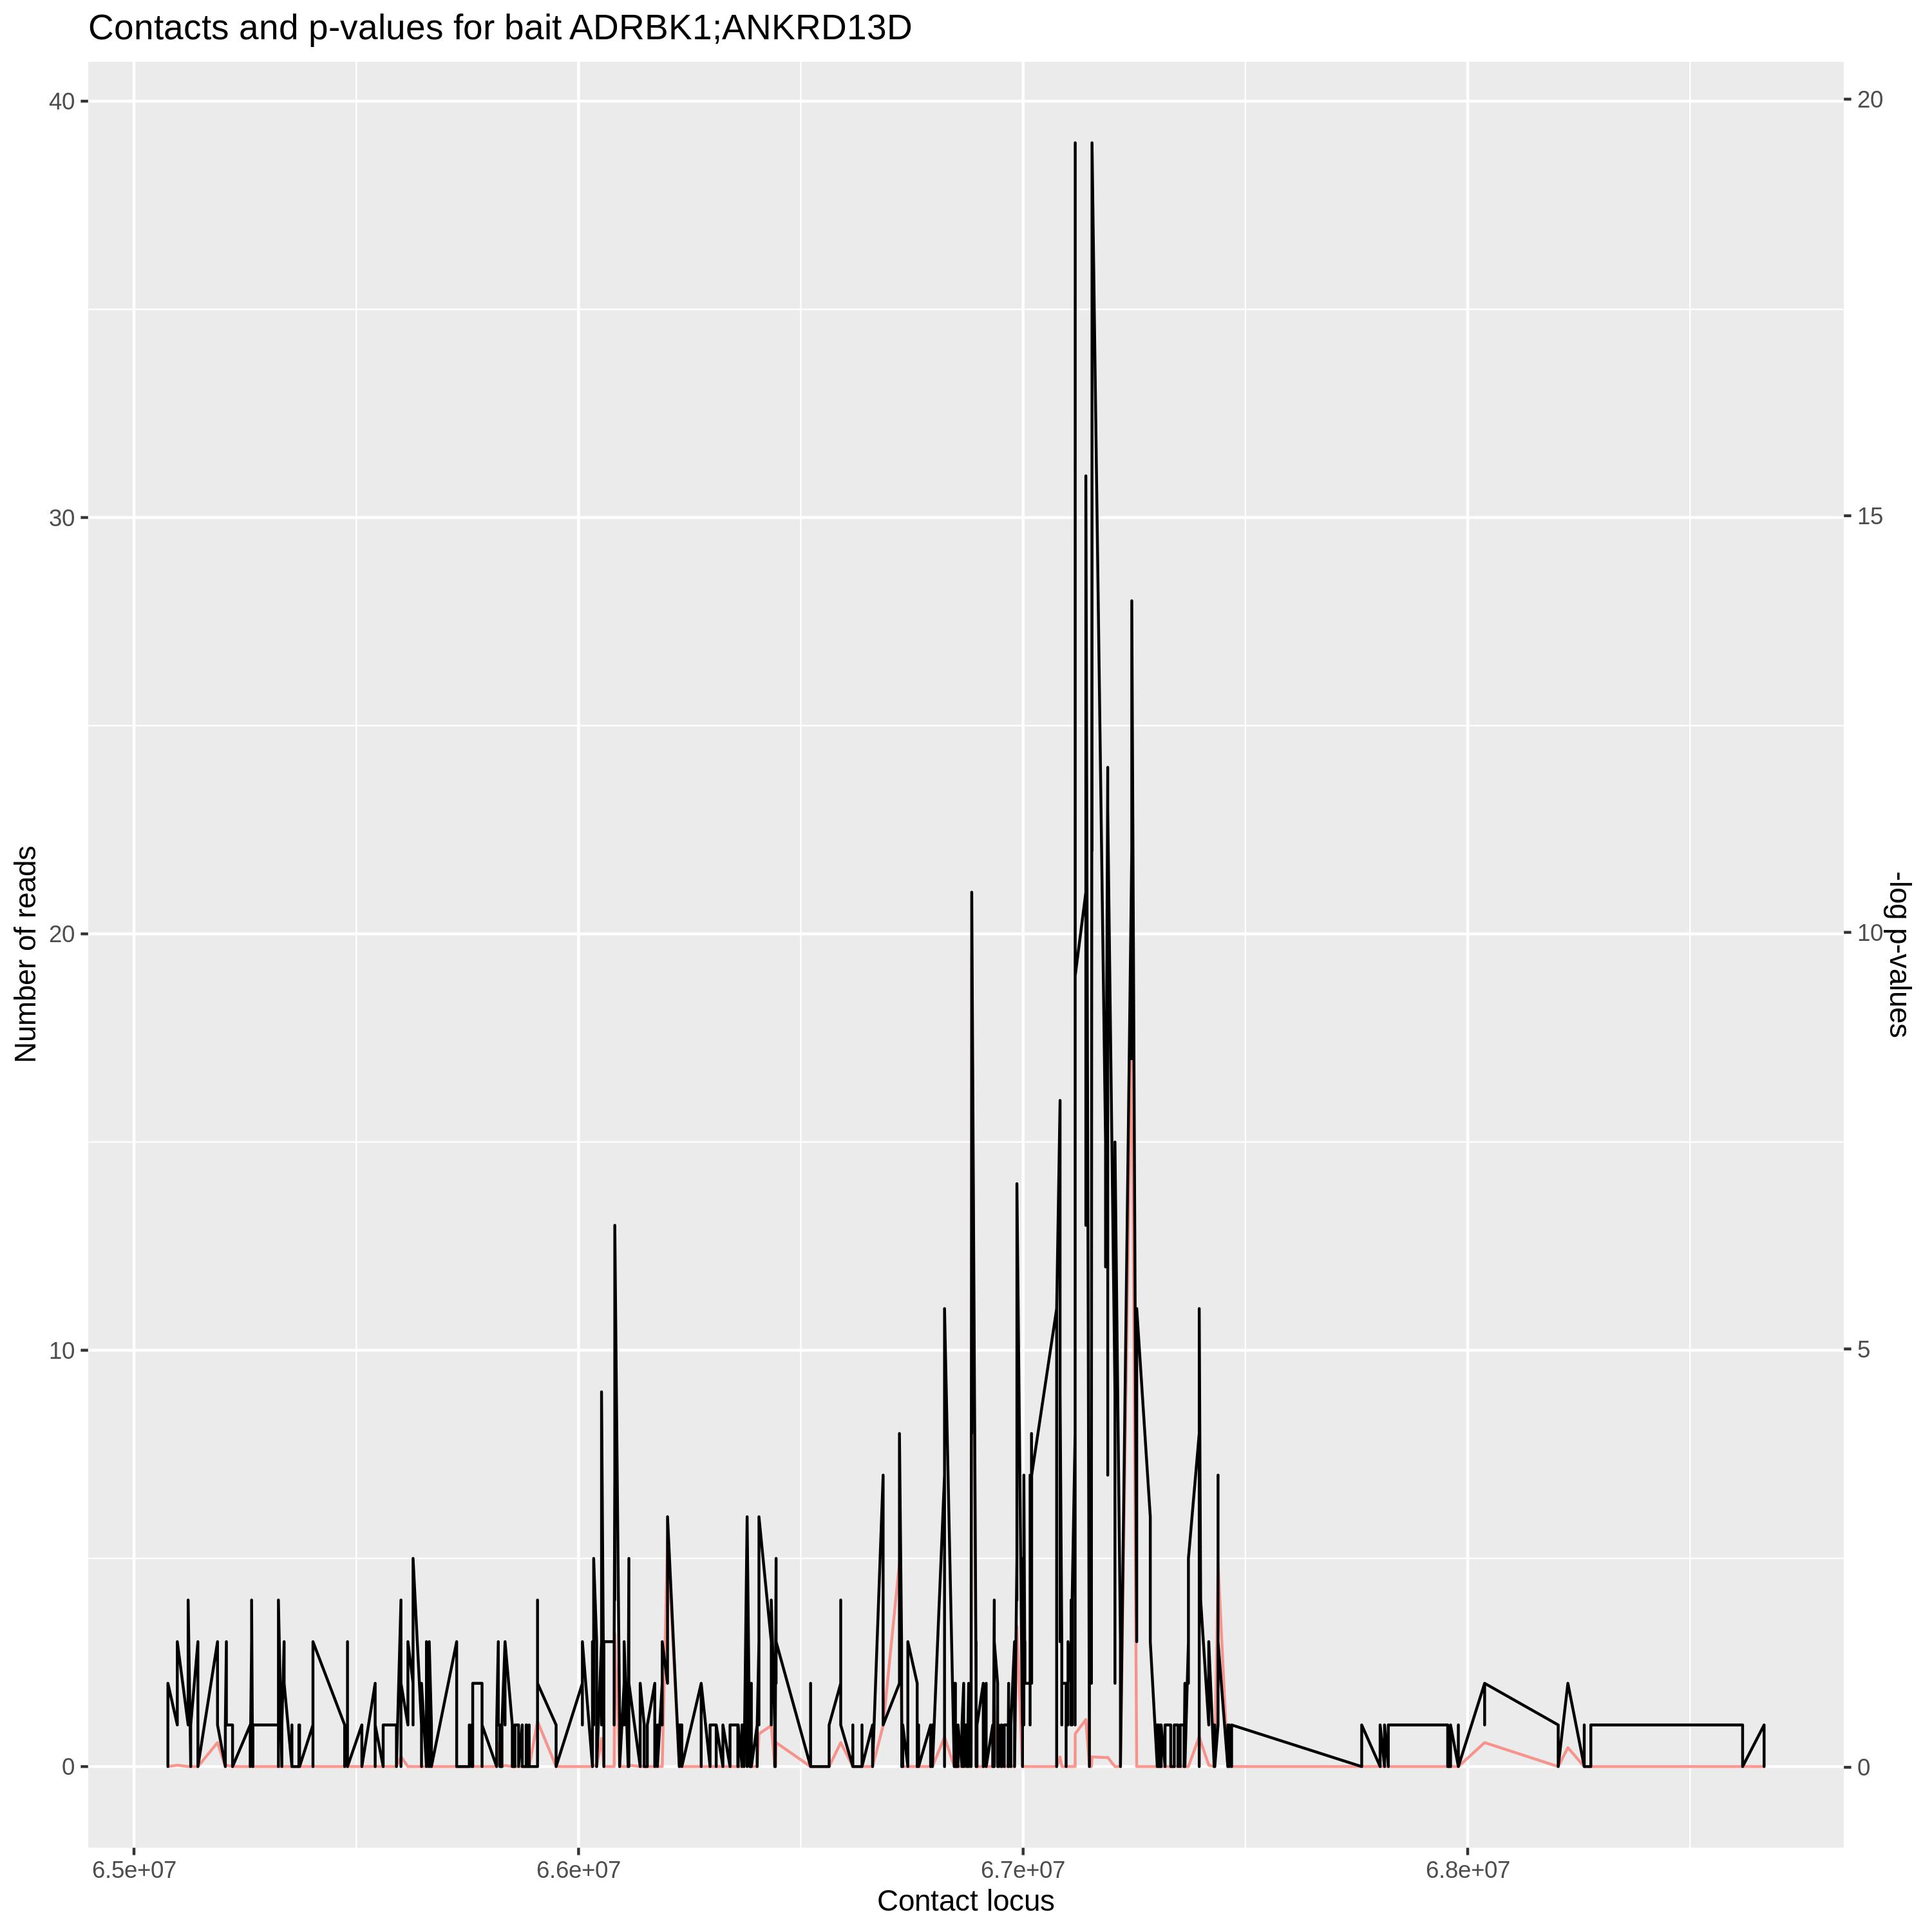 Contacts and p-values for bait ADRBK1;ANKRD13D
40
30
20
10
0
Number of reads
20
15
10
5
0
-log p-values
6.5e+07
6.6e+07
6.7e+07
6.8e+07
Contact locus